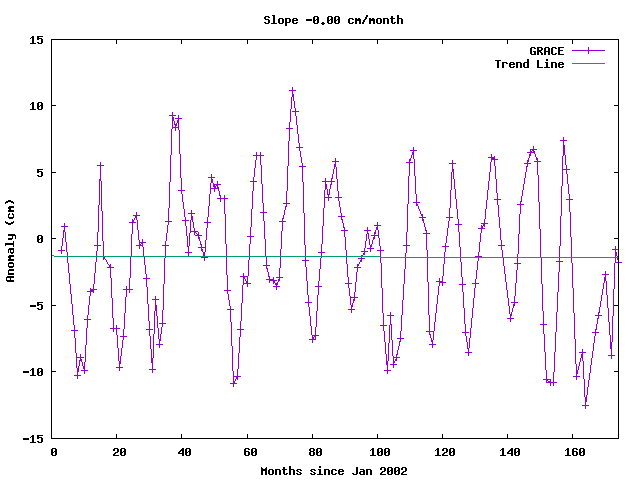 Slope -0.00 cm/month
15
GRACE
Trend Line
10
5
0
-5
-10
-15
Anomaly (cm)
0 20 40 60 80 100 120 140 160
Months since Jan 2002